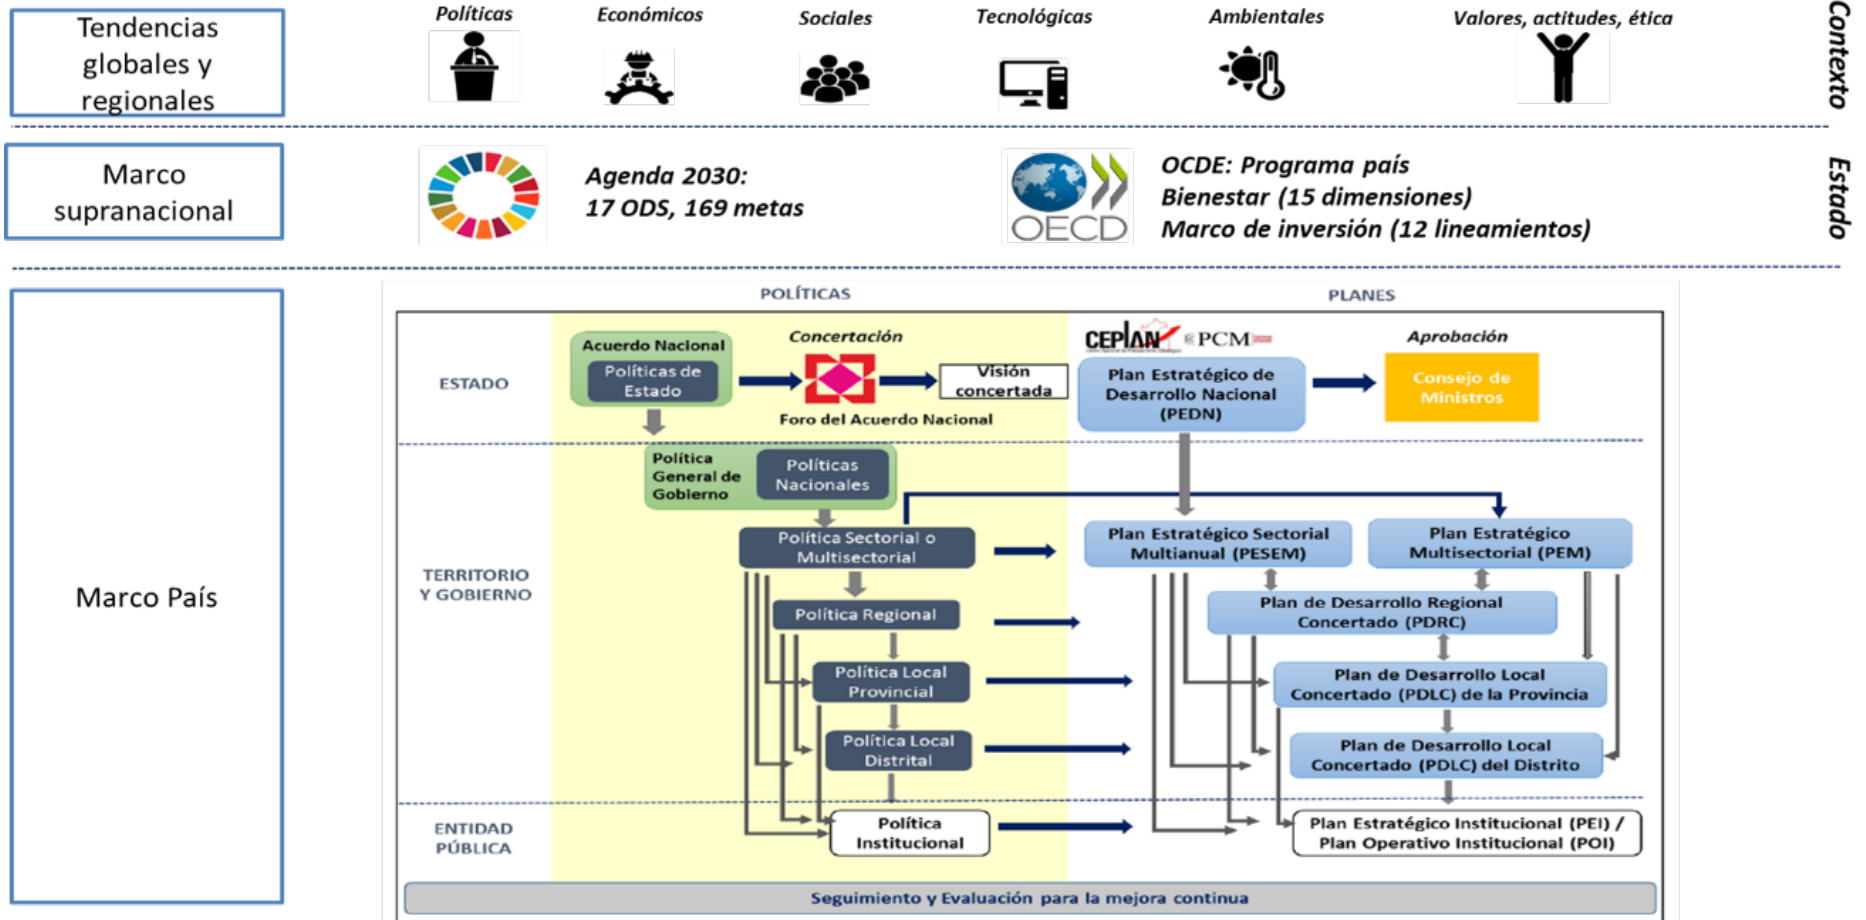 Tendencias
globales y
regionales
Políticas
Económicos
Sociales
Tecnológicas
Ambientales
Valores, actitudes, ética
Contexto
Marco
supranacional
Agenda 2030:
17 ODS, 169 metas
OECD
OCDE: Programa país
Bienestar (15 dimensiones)
Marco de inversión (12 lineamientos)
Estado
Marco País
POLÍTICAS
PLANES
ESTADO
Acuerdo Nacional
Políticas de
Estado
Concertación
Foro del Acuerdo Nacional
Visión
concertada
CEPLAN
PCM
Plan Estratégico de
Desarrollo Nacional
(PEDN)
Aprobación
Consejo de
Ministros
TERRITORIO
Y GOBIERNO
Política
General de
Gobierno
Políticas
Nacionales
Política Sectorial o
Multisectorial
Plan Estratégico Sectorial
Multianual (PESEM)
Plan Estratégico
Multisectorial (PEM)
Política Regional
Plan de Desarrollo Regional
Concertado (PDRC)
Política Local
Provincial
Plan de Desarrollo Local
Concertado (PDLC) de la Provincia
Política Local
Distrital
Plan de Desarrollo Local
Concertado (PDLC) del Distrito
ENTIDAD
PÚBLICA
Política
Institucional
Plan Estratégico Institucional (PEI) /
Plan Operativo Institucional (POI)
Seguimiento y Evaluación para la mejora continua